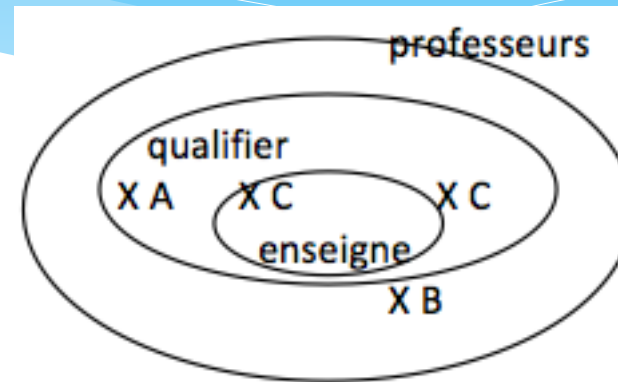 professeurs
qualifier
X A X C X C
enseigne
X B